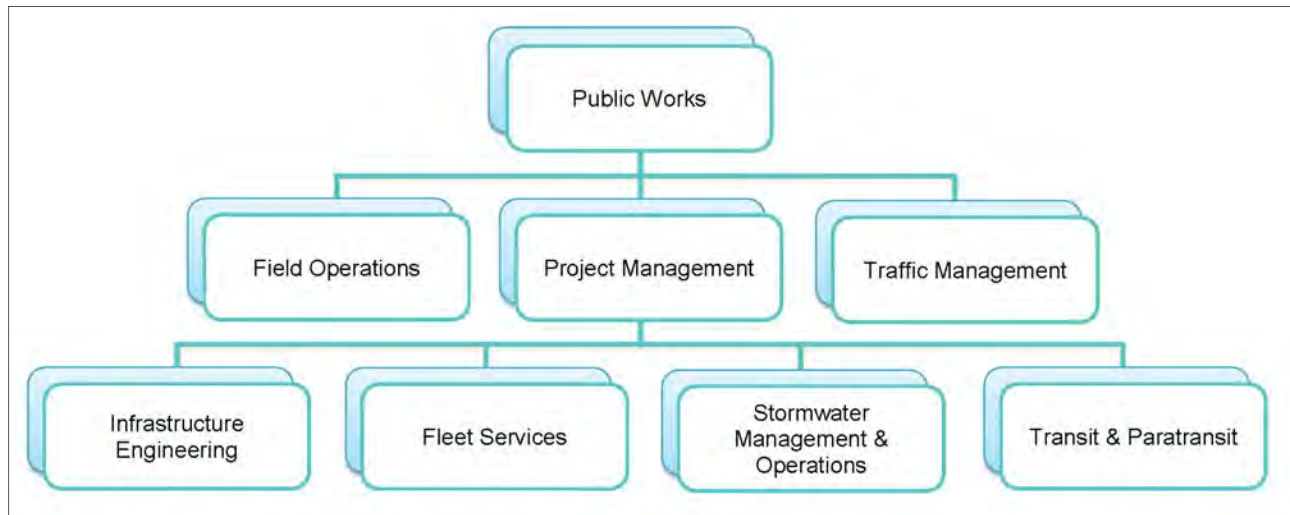 Public Works
Field Operations
Project Management
Traffic Management
Infrastructure
Engineering
Fleet Services
Stormwater
Management &
Operations
Transit & Paratransit